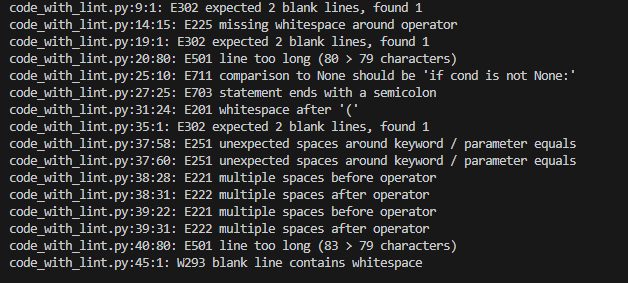 code_with_lint.py:9:1: E302 expected 2 blank lines, found 1
code_with_lint.py:14:15: E225 missing whitespace around operator
code_with_lint.py:19:1: E302 expected 2 blank lines, found 1
code_with_lint.py:20:80: E501 line too long (80 > 79 characters)
code_with_lint.py:25:10: E711 comparison to None should be 'if cond is not None:'
code_with_lint.py:27:25: E703 statement ends with a semicolon
code_with_lint.py:31:24: E201 whitespace after '('
code_with_lint.py:35:1: E302 expected 2 blank lines, found 1
code_with_lint.py:37:58: E251 unexpected spaces around keyword / parameter equals
code_with_lint.py:37:60: E251 unexpected spaces around keyword / parameter equals
code_with_lint.py:38:28: E221 multiple spaces before operator
code_with_lint.py:38:31: E222 multiple spaces after operator
code_with_lint.py:39:22: E221 multiple spaces before operator
code_with_lint.py:39:31: E222 multiple spaces after operator
code_with_lint.py:40:80: E501 line too long (83 > 79 characters)
code_with_lint.py:45:1: W293 blank line contains whitespace